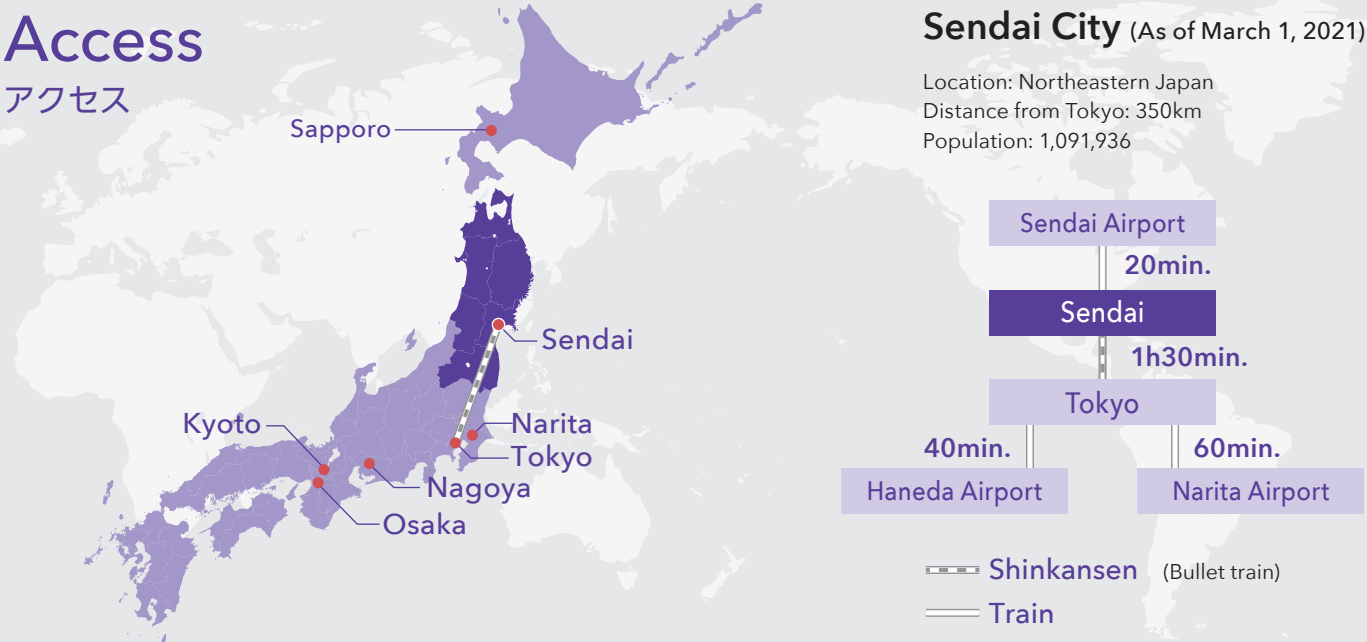 Access
アクセス
Sapporo
Sendai
Kyoto
Narita
Tokyo
Nagoya
Osaka
Sendai City (As of March 1, 2021)
Location: Northeastern Japan
Distance from Tokyo: 350km
Population: 1,091,936
Sendai Airport
20min.
Sendai
1h30min.
Tokyo
40min.
60min.
Haneda Airport
Narita Airport
Shinkansen (Bullet train)
Train